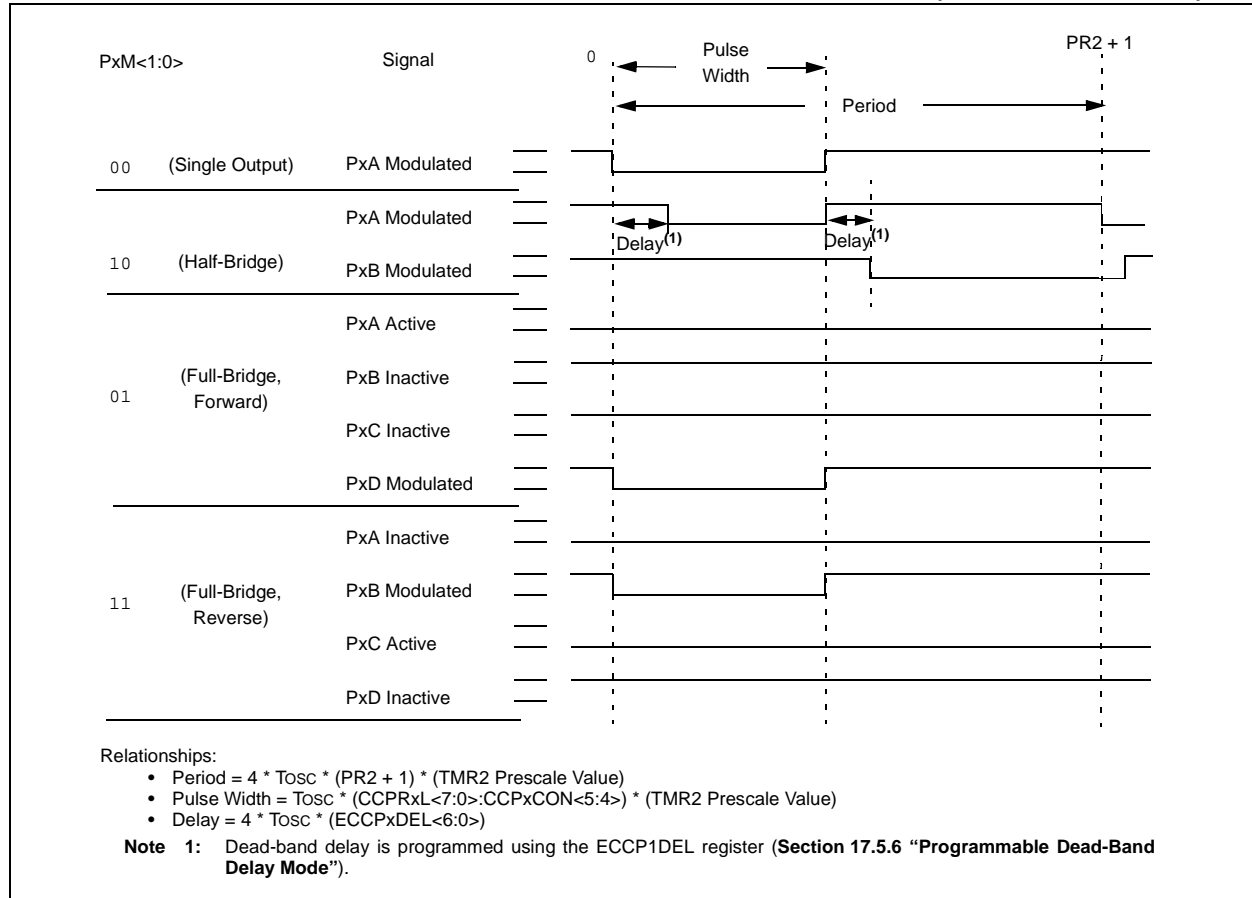 PxM<1:0>
Signal
0
Pulse
Width
PR2 + 1
Period
00 (Single Output) PxA Modulated
PxA Modulated
Delay(1)
Delay(1)
10 (Half-Bridge) PxB Modulated
PxA Active
01 (Full-Bridge,
Forward)
PxB Inactive
PxC Inactive
PxD Modulated
PxA Inactive
11 (Full-Bridge,
Reverse)
PxB Modulated
PxC Active
PxD Inactive
Relationships:
• Period = 4 * TOSC * (PR2 + 1) * (TMR2 Prescale Value)
• Pulse Width = TOSC * (CCPRxL<7:0>:CCPxCON<5:4>) * (TMR2 Prescale Value)
• Delay = 4 * TOSC * (ECCPxDEL<6:0>)
Note 1: Dead-band delay is programmed using the ECCP1DEL register (Section 17.5.6 “Programmable Dead-Band
Delay Mode”).